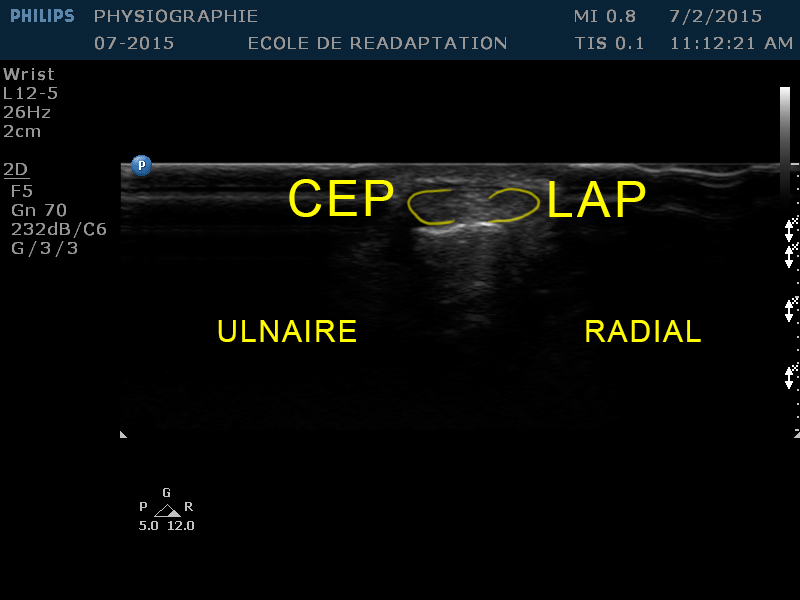 PHILIPS PHYSIOGRAPHIE MI 0.8 7/2/2015
07-2015 ECOLE DE READAPTATION TIS 0.1 11:12:21 AM
Wrist
L12-5
26Hz
2cm
2D
F5
Gn 70
232dB/C6
G/3/3
P
CEP LAP
ULNAIRE RADIAL
G
P R
5.0 12.0